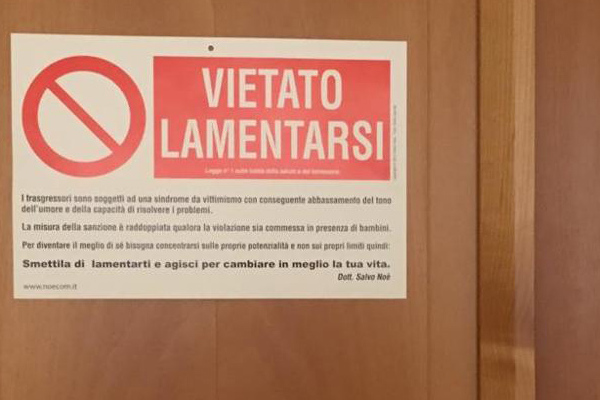 VIETATO
LAMENTARSI
Legge n° 1 sulla tutela della salute e del benessere
I trasgressori sono soggetti ad una sindrome da vittimismo con conseguente abbassamento del tono
dell'umore e della capacità di risolvere i problemi.
La misura della sanzione è raddoppiata qualora la violazione sia commessa in presenza di bambini.
Per diventare il meglio di sé bisogna concentrarsi sulle proprie potenzialità e non sui propri limiti quindi:
Smettila di lamentarti e agisci per cambiare in meglio la tua vita.
Dott. Salvo Noè
www.noecom.it